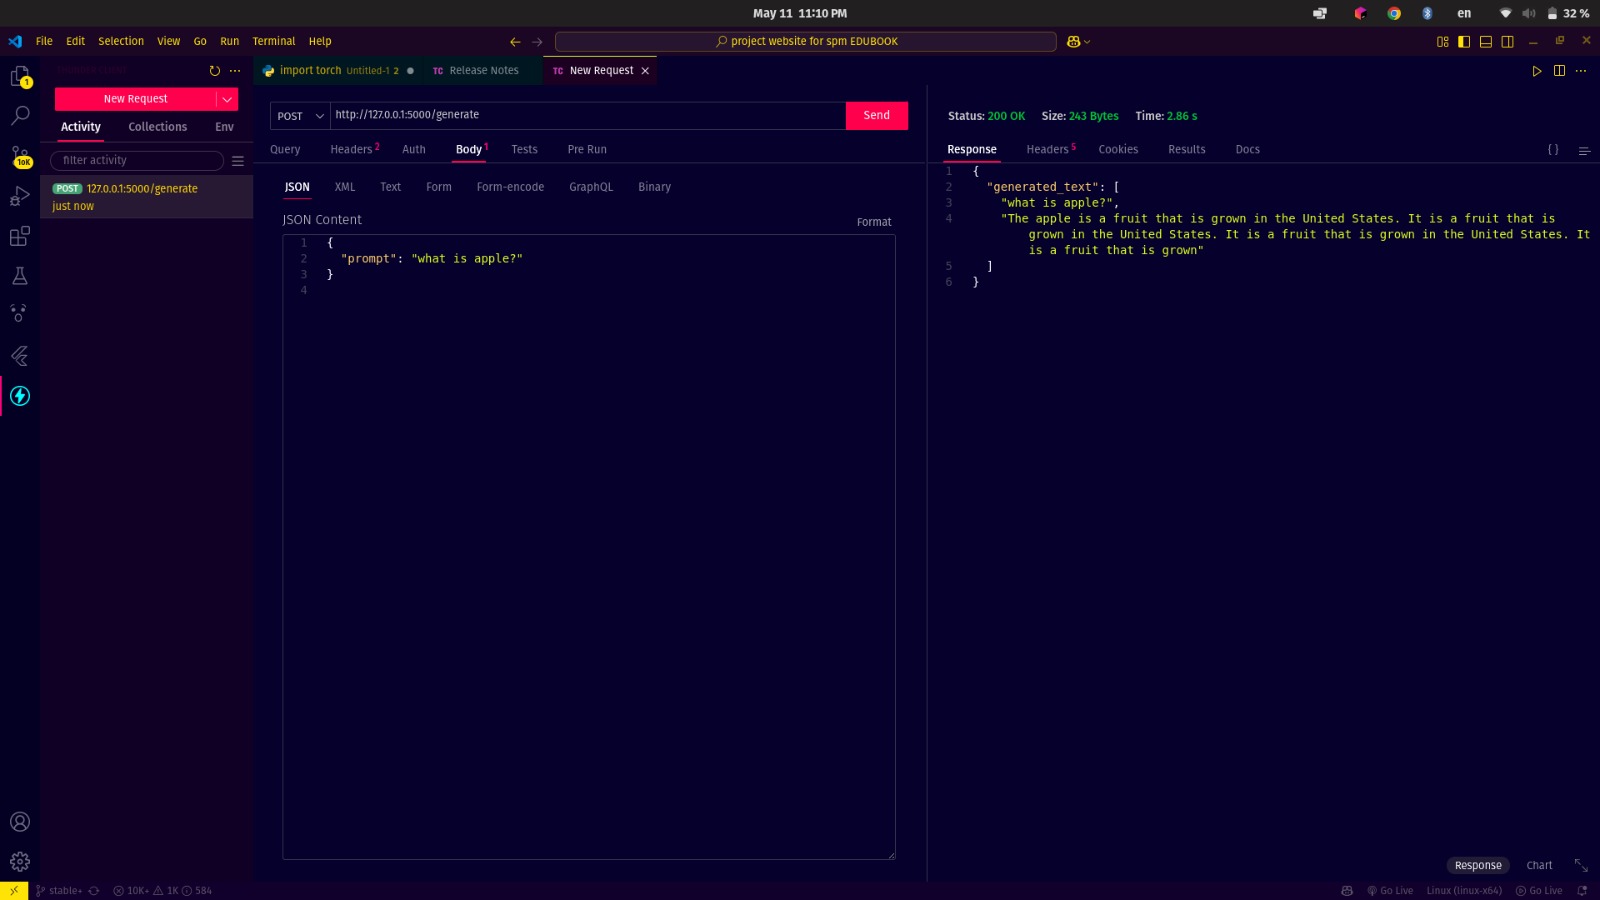 May 11 11:10 PM
en
32 %
File Edit Selection View Go Run Terminal Help
project website for spm EDUBOOK
import torch Untitled-1 2
TC Release Notes
TC New Request
1
New Request
Activity Collections Env
filter activity
10K
POST 127.0.0.1:5000/generate
just now
POST http://127.0.0.1:5000/generate Send
Query Headers 2 Auth Body 1 Tests Pre Run
JSON XML Text Form Form-encode GraphQL Binary
JSON Content
Format
1 {
2 "prompt": "what is apple?"
3 }
4
Status: 200 OK Size: 243 Bytes Time: 2.86 s
Response Headers 5 Cookies Results Docs
{ }
1 {
2 "generated_text": [
3 "what is apple?",
4 "The apple is a fruit that is grown in the United States. It is a fruit that is
grown in the United States. It is a fruit that is grown in the United States. It
is a fruit that is grown"
5 ]
6 }
Response Chart
stable+ 10K+ 1K 584
Go Live Linux (linux-x64) Go Live